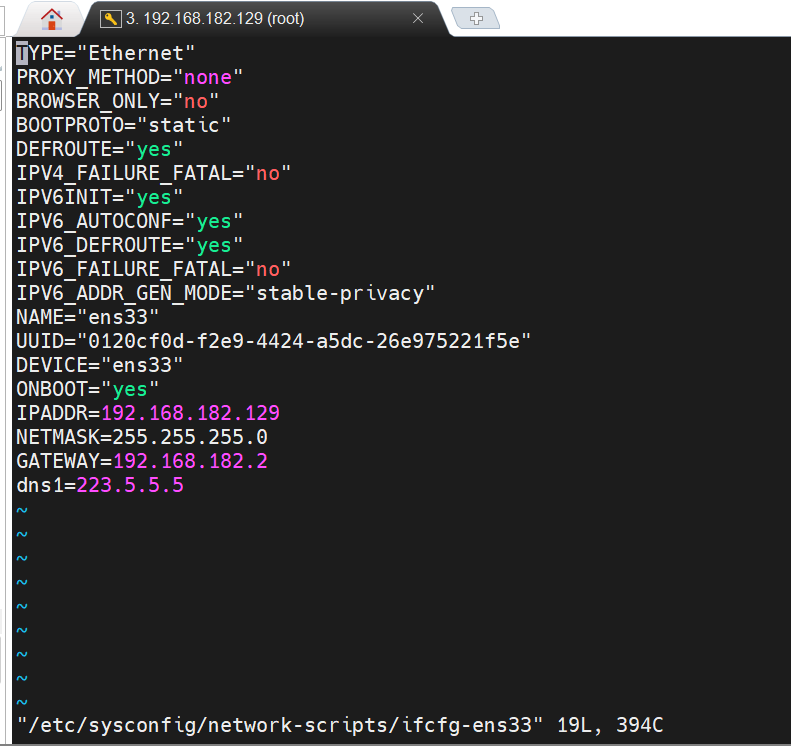 3. 192.168.182.129 (root)
TYPE="Ethernet"
PROXY_METHOD="none"
BROWSER_ONLY="no"
BOOTPROTO="static"
DEFROUTE="yes"
IPV4_FAILURE_FATAL="no"
IPV6INIT="yes"
IPV6_AUTOCONF="yes"
IPV6_DEFROUTE="yes"
IPV6_FAILURE_FATAL="no"
IPV6_ADDR_GEN_MODE="stable-privacy"
NAME="ens33"
UUID="0120cf0d-f2e9-4424-a5dc-26e975221f5e"
DEVICE="ens33"
ONBOOT="yes"
IPADDR=192.168.182.129
NETMASK=255.255.255.0
GATEWAY=192.168.182.2
dns1=223.5.5.5
~
~
~
~
~
~
~
~
~
"/etc/sysconfig/network-scripts/ifcfg-ens33" 19L, 394C